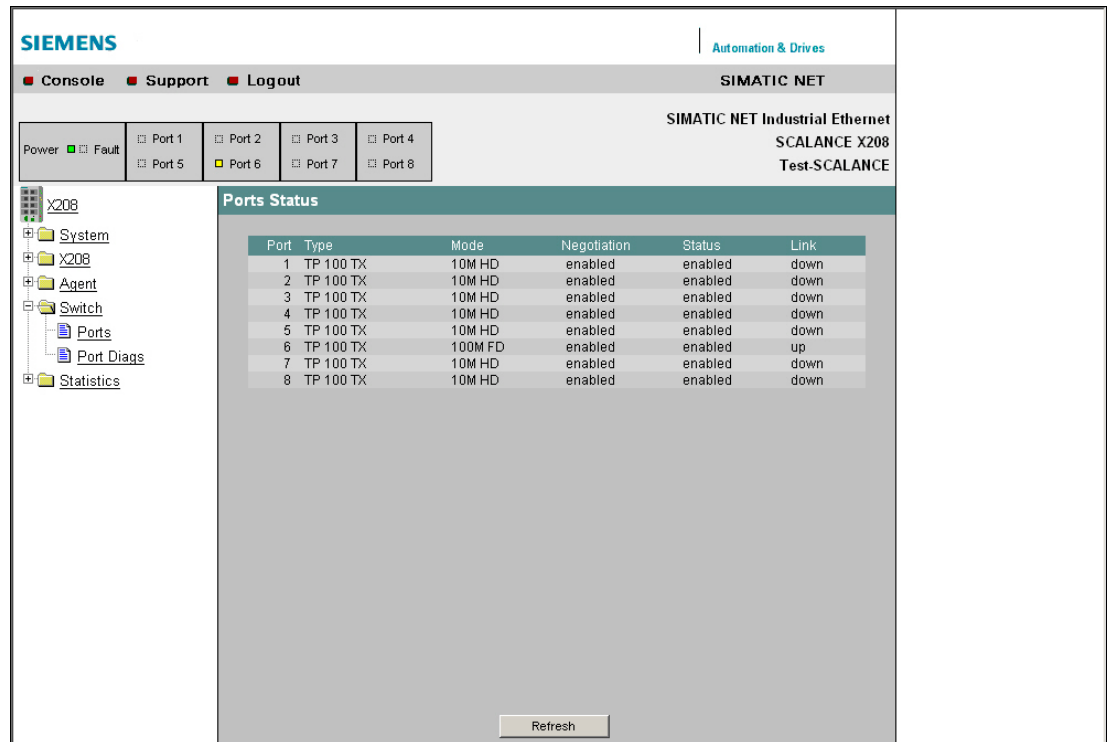 SIEMENS
Automation & Drives
Console Support Logout SIMATIC NET
SIMATIC NET Industrial Ethernet
SCALANCE X208
Test-SCALANCE
Power Fault
Port 1 Port 2 Port 3 Port 4
Port 5 Port 6 Port 7 Port 8
X208
System
X208
Agent
Switch
Ports
Port Diags
Statistics
Ports Status
Port Type Mode Negotiation Status Link
1 TP 100 TX 10M HD enabled enabled down
2 TP 100 TX 10M HD enabled enabled down
3 TP 100 TX 10M HD enabled enabled down
4 TP 100 TX 10M HD enabled enabled down
5 TP 100 TX 10M HD enabled enabled down
6 TP 100 TX 100M FD enabled enabled up
7 TP 100 TX 10M HD enabled enabled down
8 TP 100 TX 10M HD enabled enabled down
Refresh